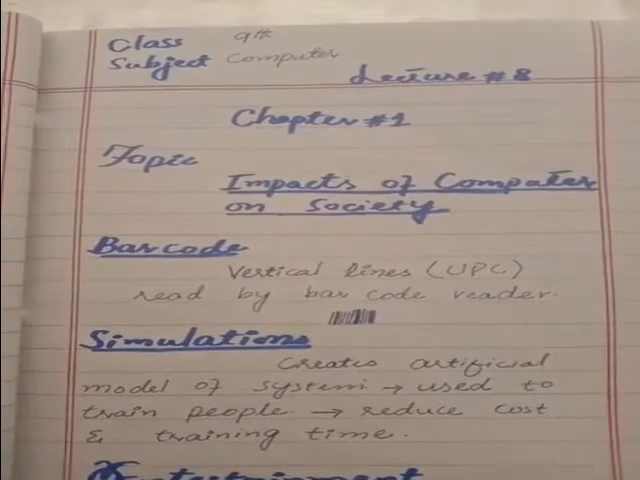 Class 9th
Subject Computer
Lecture #8
Chapter #1
Topic
Impacts of Computer
on Society
Barcode
Vertical lines (UPC)
read by bar code reader.
Simulations
Creates artificial
model of system → used to
train people. → reduce cost
& training time.
Entertainment